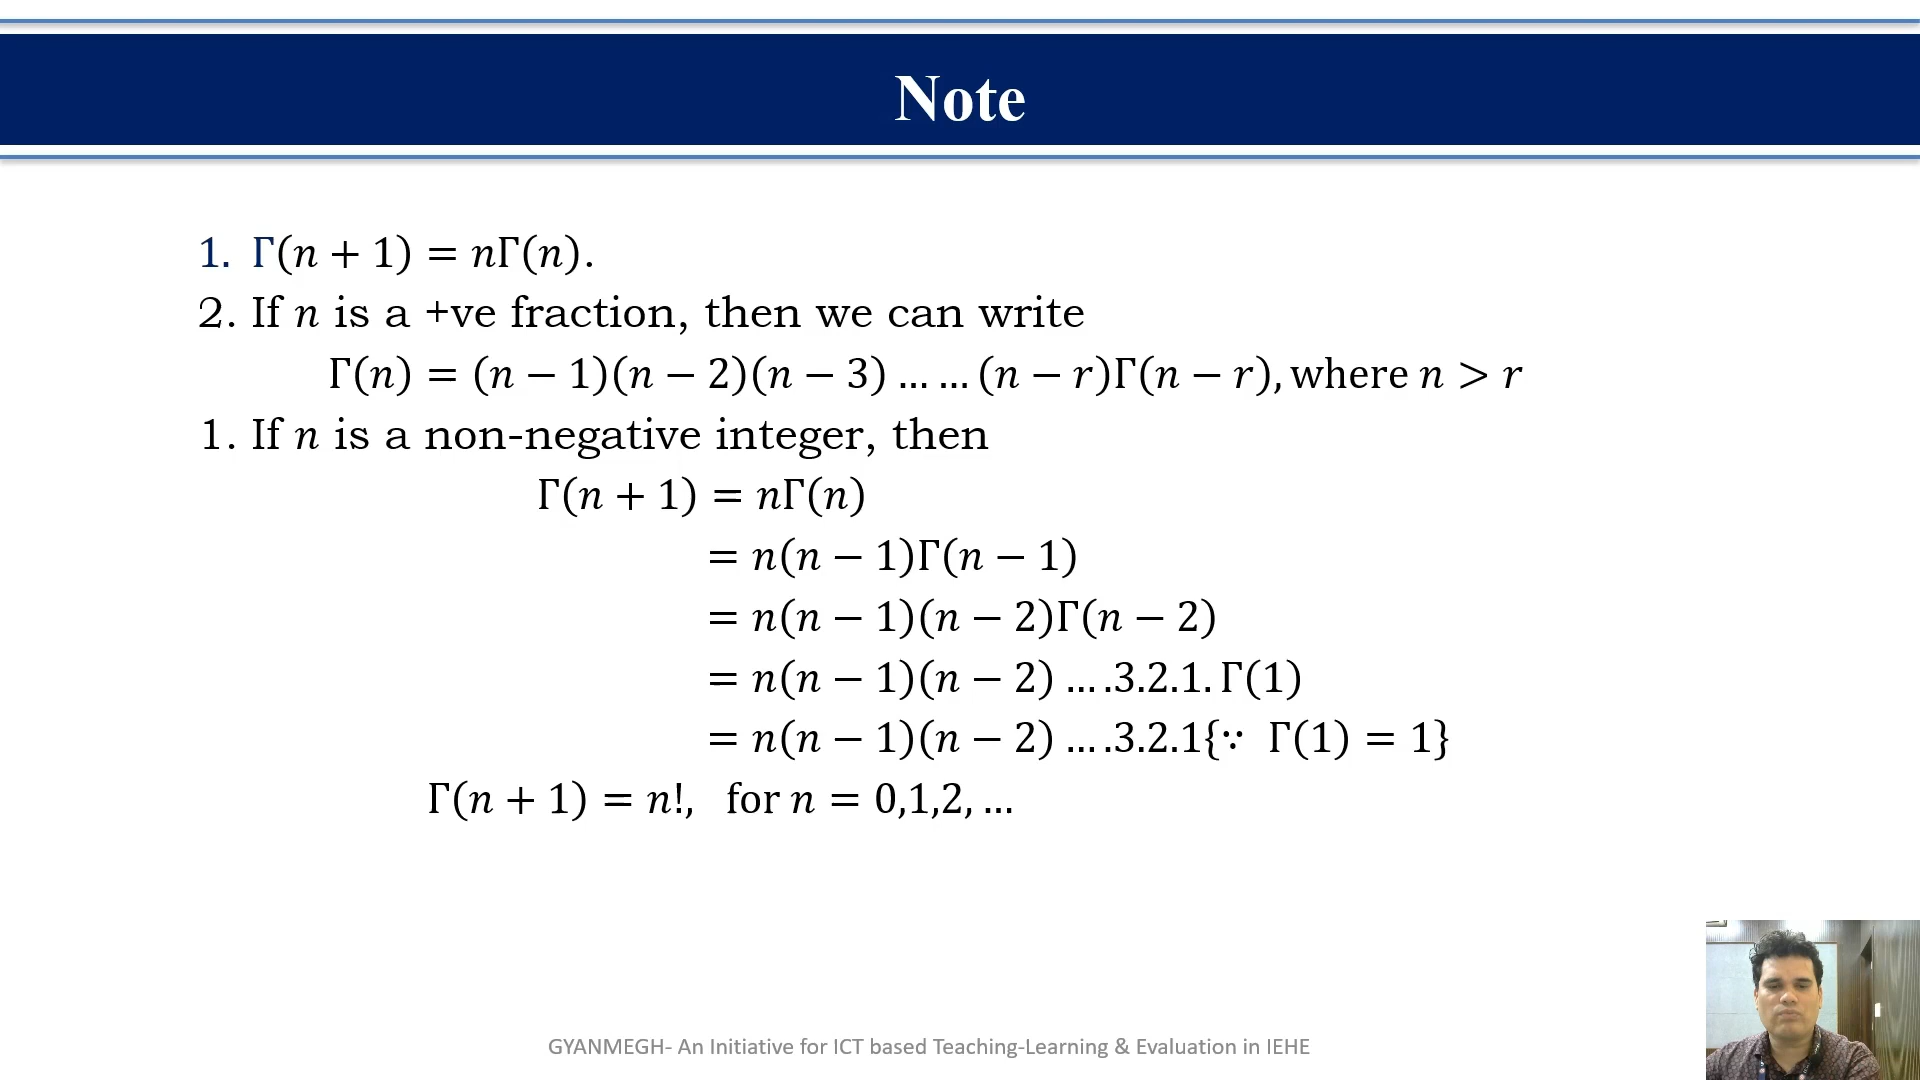 Note
1. Γ(n + 1) = nΓ(n).
2. If n is a +ve fraction, then we can write
Γ(n) = (n − 1)(n − 2)(n − 3) … … (n − r)Γ(n − r), where n > r
1. If n is a non-negative integer, then
Γ(n + 1) = nΓ(n)
= n(n − 1)Γ(n − 1)
= n(n − 1)(n − 2)Γ(n − 2)
= n(n − 1)(n − 2) … .3.2.1. Γ(1)
= n(n − 1)(n − 2) … .3.2.1{∵ Γ(1) = 1}
Γ(n + 1) = n!, for n = 0,1,2, …
GYANMEGH- An Initiative for ICT based Teaching-Learning & Evaluation in IEHE